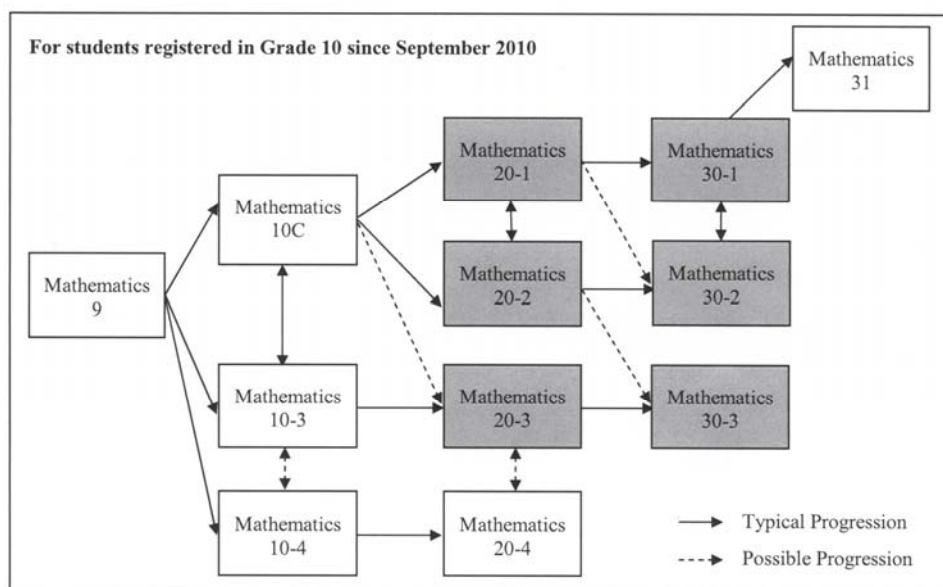 For students registered in Grade 10 since September 2010
Mathematics
31
Mathematics
20-1
Mathematics
30-1
Mathematics
10C
Mathematics
9
Mathematics
20-2
Mathematics
30-2
Mathematics
10-3
Mathematics
20-3
Mathematics
30-3
Mathematics
10-4
Mathematics
20-4
Typical Progression
Possible Progression